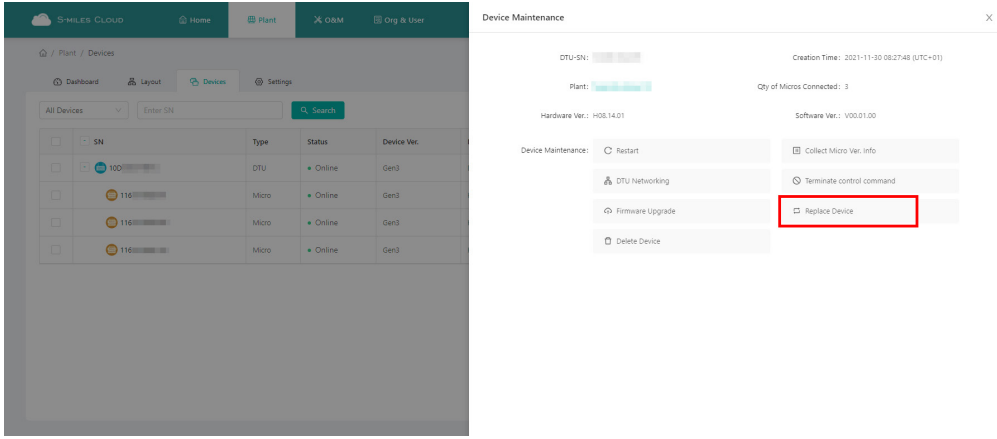 S-MILES CLOUD Home Plant O&M Org & User
/ Plant / Devices
Dashboard Layout Devices Settings
All Devices Enter SN Search
SN Type Status Device Ver.
100 DTU Online Gen3
116 Micro Online Gen3
116 Micro Online Gen3
116 Micro Online Gen3
Device Maintenance X
DTU-SN: Creation Time: 2021-11-30 08:27:48 (UTC+01)
Plant: Qty of Micros Connected: 3
Hardware Ver.: H08.14.01 Software Ver.: V00.01.00
Device Maintenance: Restart Collect Micro Ver. Info
DTU Networking Terminate control command
Firmware Upgrade Replace Device
Delete Device